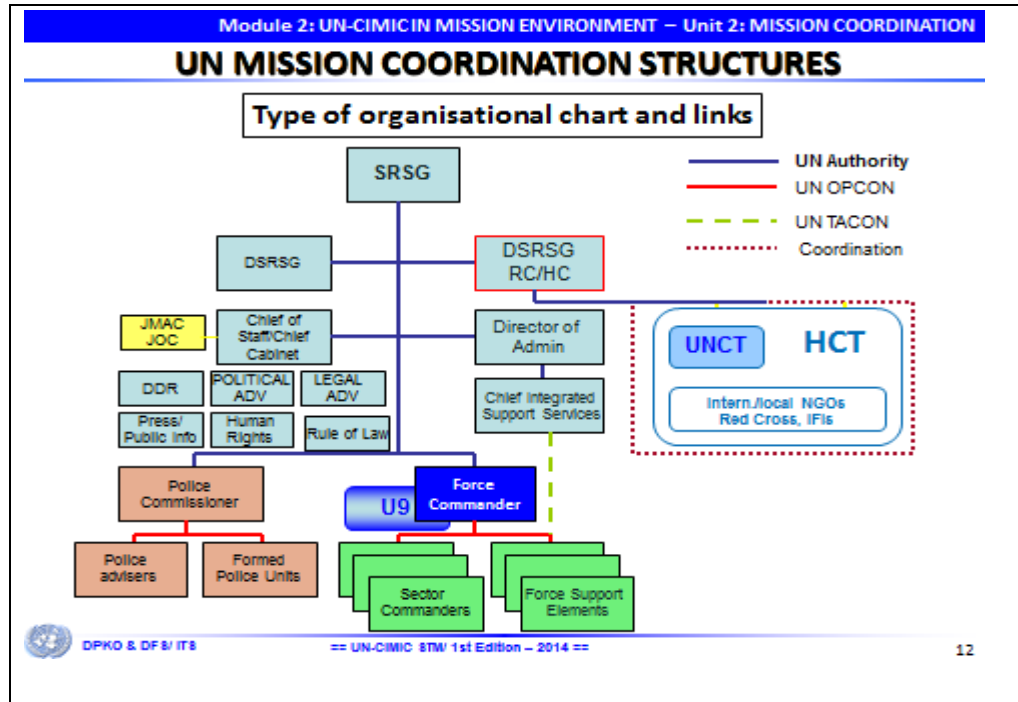 Module 2: UN-CIMIC IN MISSION ENVIRONMENT – Unit 2: MISSION COORDINATION
UN MISSION COORDINATION STRUCTURES
Type of organisational chart and links
SRSG
UN Authority
UN OPCON
UN TACON
Coordination
DSRSG
DSRSG
RC/HC
JMAC
JOC
Chief of
Staff/Chief
Cabinet
Director of
Admin
UNCT
HCT
Intern./local NGOs
Red Cross, IFIs
DDR
POLITICAL
ADV
LEGAL
ADV
Chief Integrated
Support Services
Press/
Public Info
Human
Rights
Rule of Law
Police
Commissioner
U9
Force
Commander
Police
advisers
Formed
Police Units
Sector
Commanders
Force Support
Elements
DPKO & DFS/ ITS
== UN-CIMIC STM/ 1st Edition – 2014 ==
12